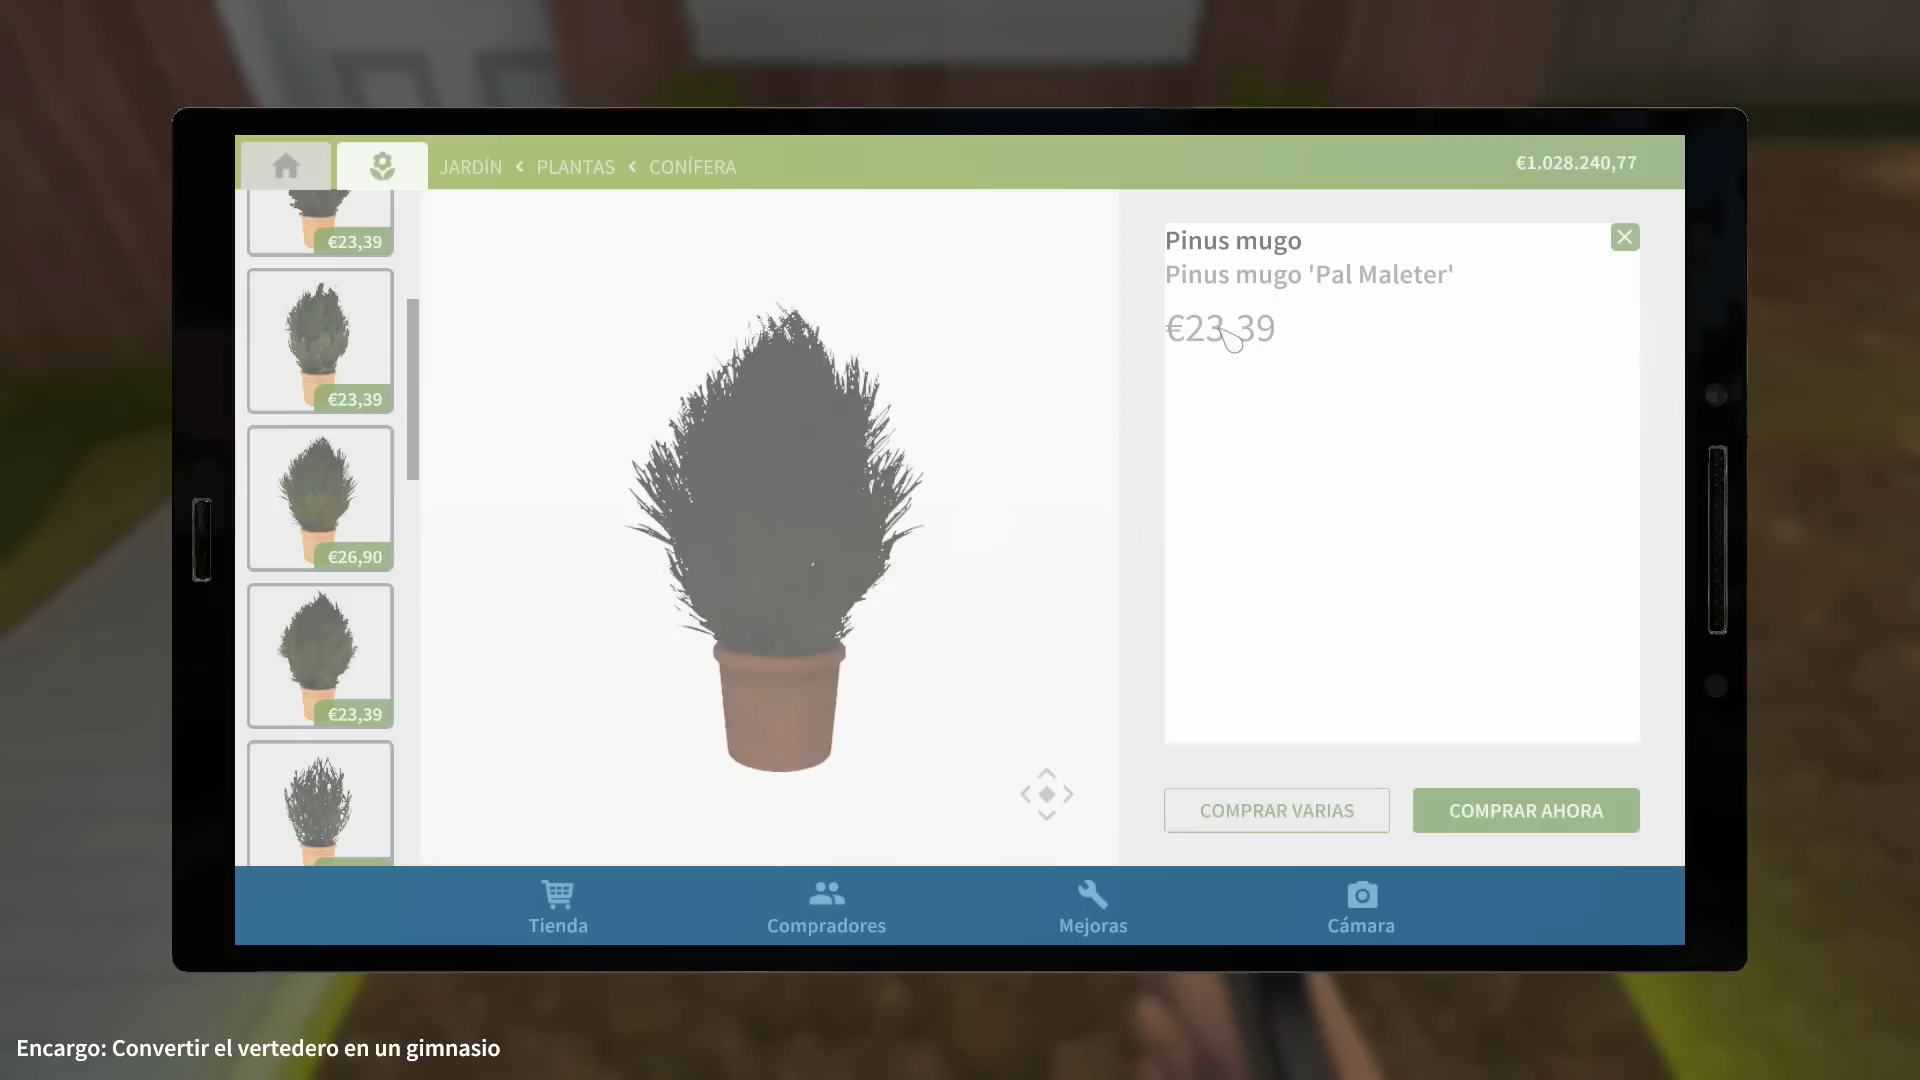 JARDÍN < PLANTAS < CONÍFERA
€1.028.240,77
€23,39
€23,39
€26,90
€23,39
Pinus mugo
Pinus mugo 'Pal Maleter'
€23,39
COMPRAR VARIAS
COMPRAR AHORA
Tienda
Compradores
Mejoras
Cámara
Encargo: Convertir el vertedero en un gimnasio